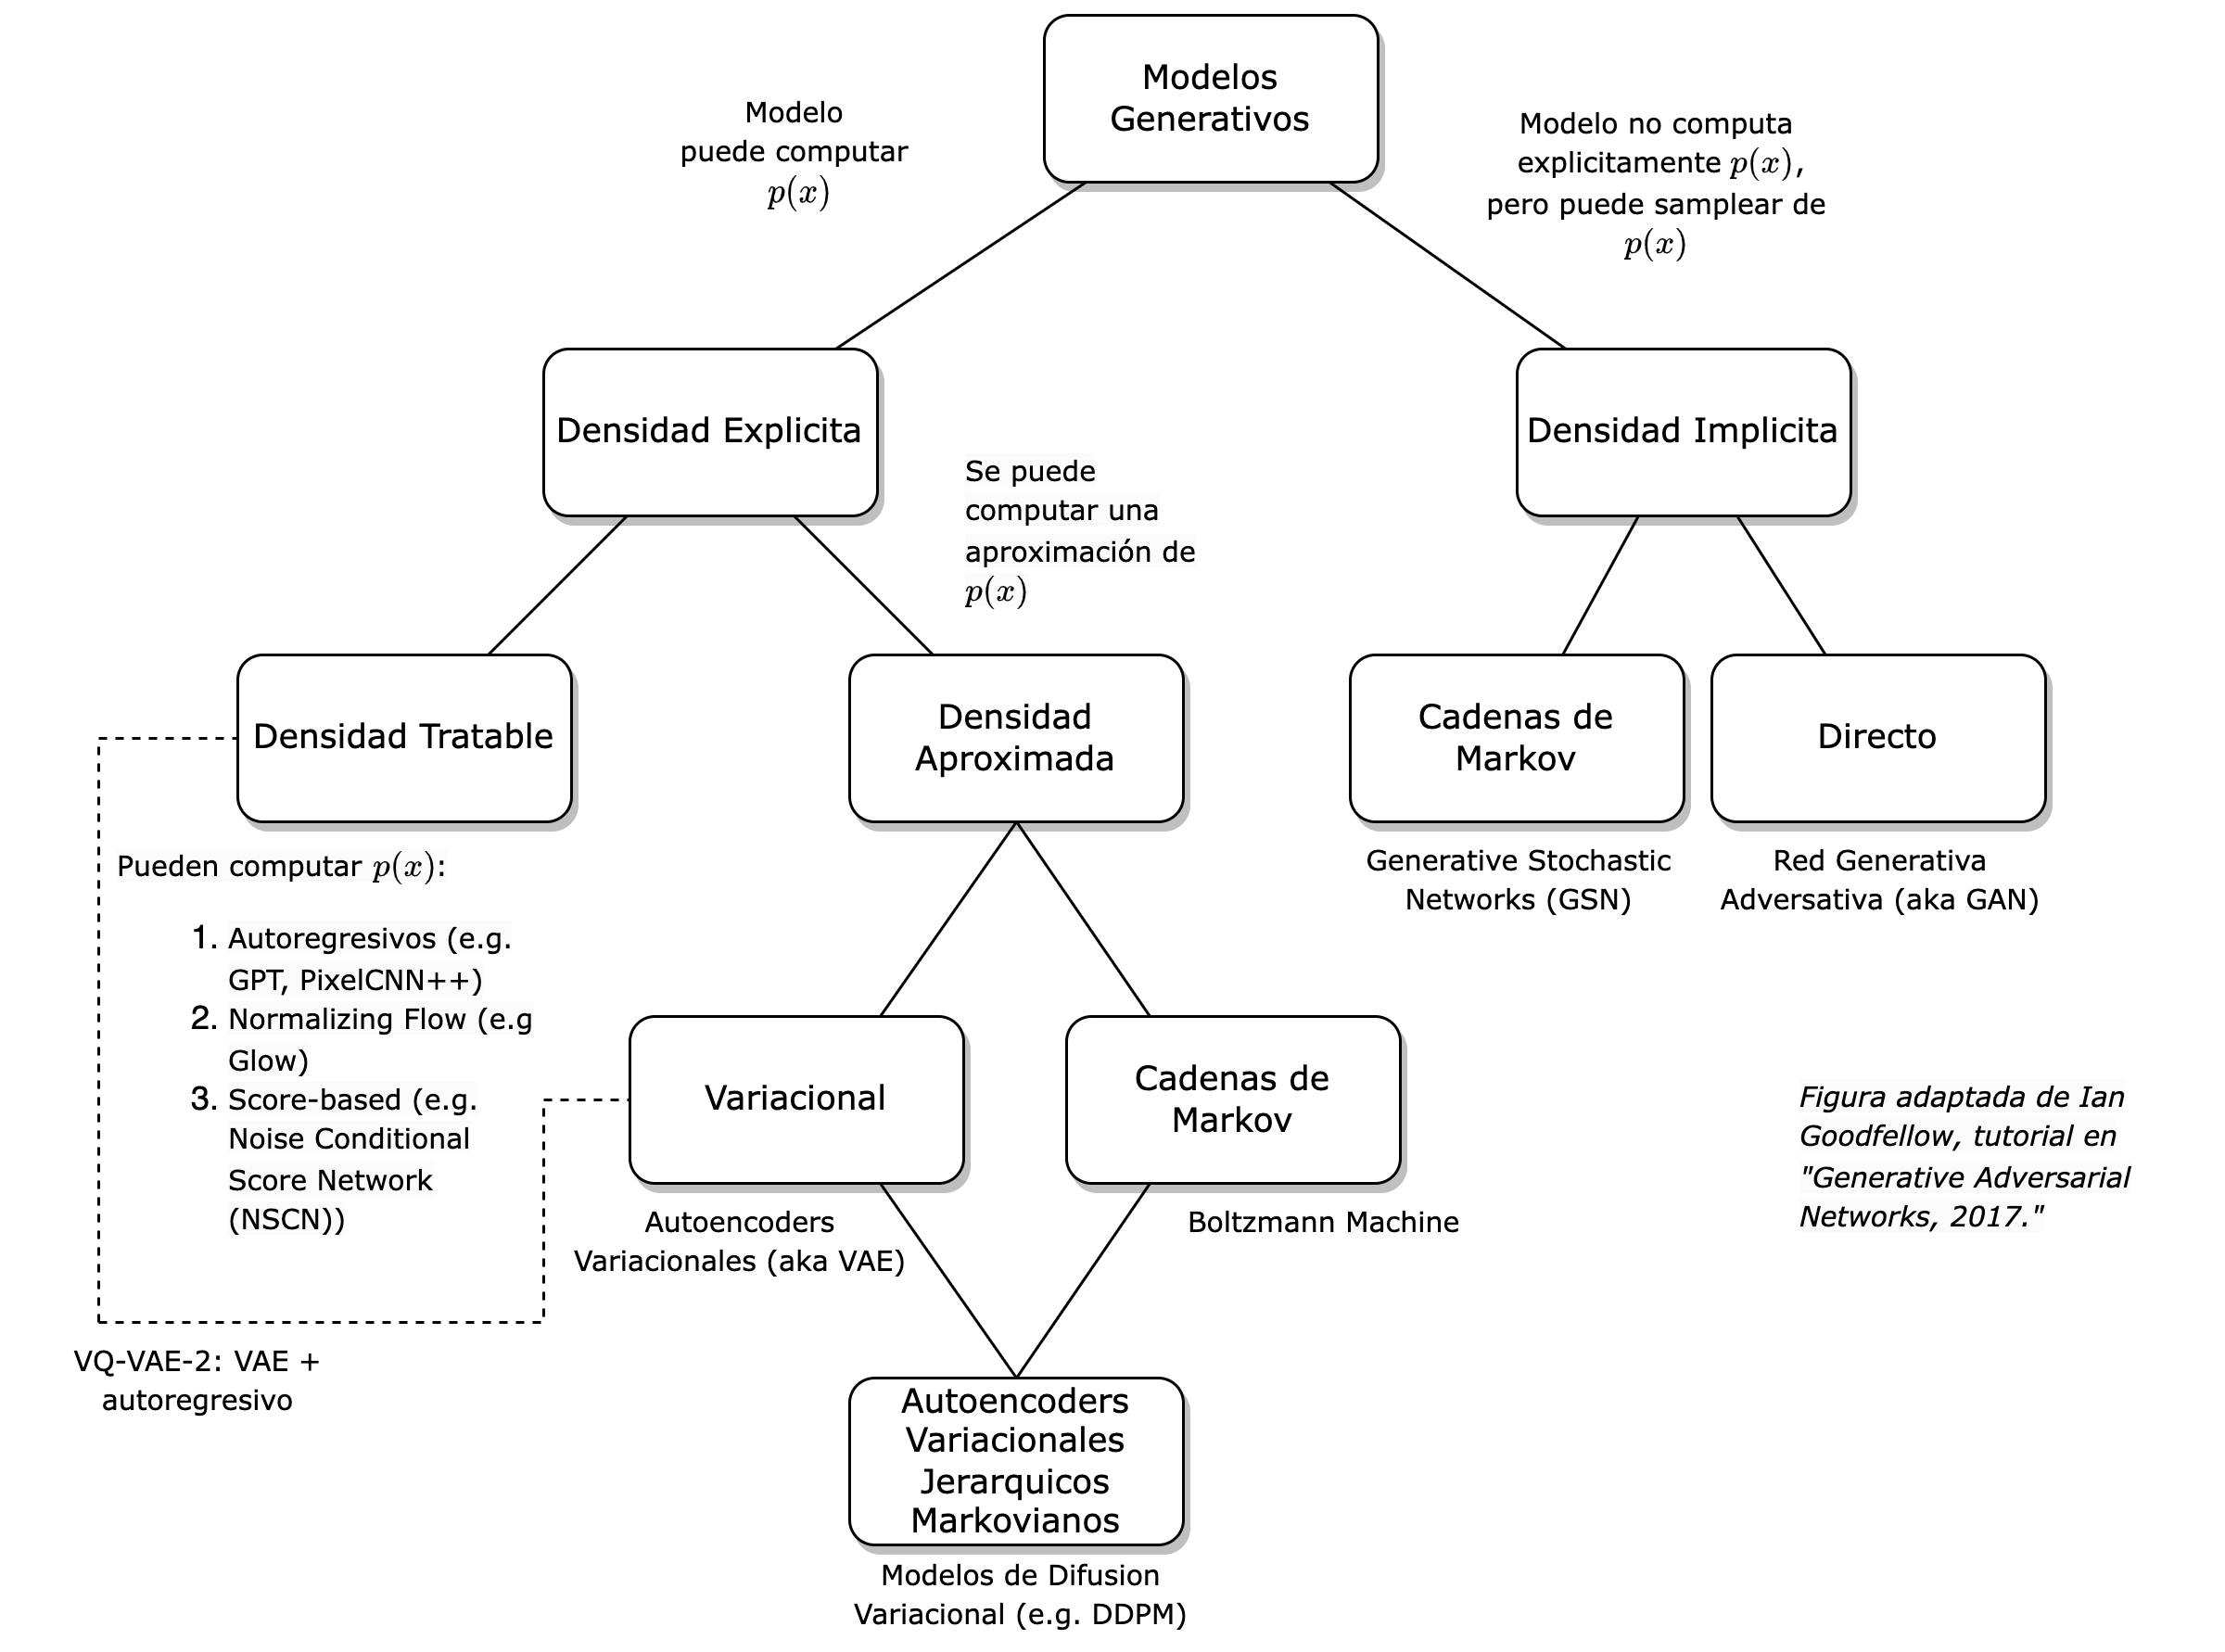 Modelos
Generativos
Modelo
puede computar
p(x)
Modelo no computa
explicitamente p(x),
pero puede samplear de
p(x)
Densidad Explicita
Densidad Implicita
Se puede
computar una
aproximación de
p(x)
Densidad Tratable
Densidad
Aproximada
Cadenas de
Markov
Directo
Pueden computar p(x):
1. Autoregresivos (e.g.
GPT, PixelCNN++)
2. Normalizing Flow (e.g
Glow)
3. Score-based (e.g.
Noise Conditional
Score Network
(NSCN))
Generative Stochastic
Networks (GSN)
Red Generativa
Adversativa (aka GAN)
Variacional
Cadenas de
Markov
Autoencoders
Variacionales (aka VAE)
Boltzmann Machine
Figura adaptada de Ian
Goodfellow, tutorial en
"Generative Adversarial
Networks, 2017."
VQ-VAE-2: VAE +
autoregresivo
Autoencoders
Variacionales
Jerarquicos
Markovianos
Modelos de Difusion
Variacional (e.g. DDPM)